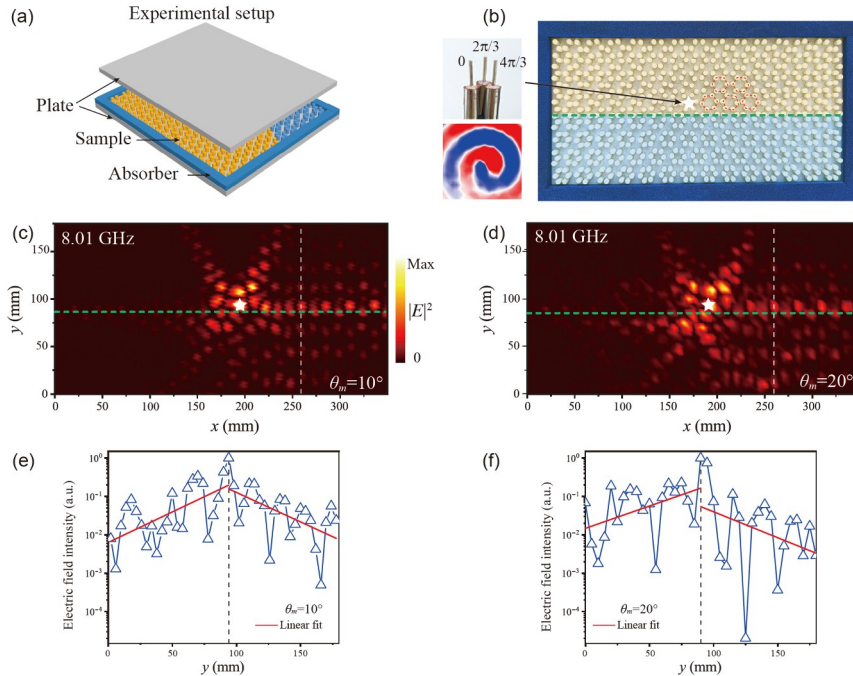 (a)
Experimental setup
Plate
Sample
Absorber
(b)
0
2π/3
4π/3
(c)
8.01 GHz
y (mm)
150
100
50
0
θm=10°
0 50 100 150 200 250 300
x (mm)
Max
|E|²
0
(d)
8.01 GHz
y (mm)
150
100
50
0
θm=20°
0 50 100 150 200 250 300
x (mm)
(e)
Electric field intensity (a.u.)
10⁰
10⁻¹
10⁻²
10⁻³
10⁻⁴
θm=10°
Linear fit
0 50 100 150
y (mm)
(f)
Electric field intensity (a.u.)
10⁰
10⁻¹
10⁻²
10⁻³
10⁻⁴
θm=20°
Linear fit
0 50 100 150
y (mm)